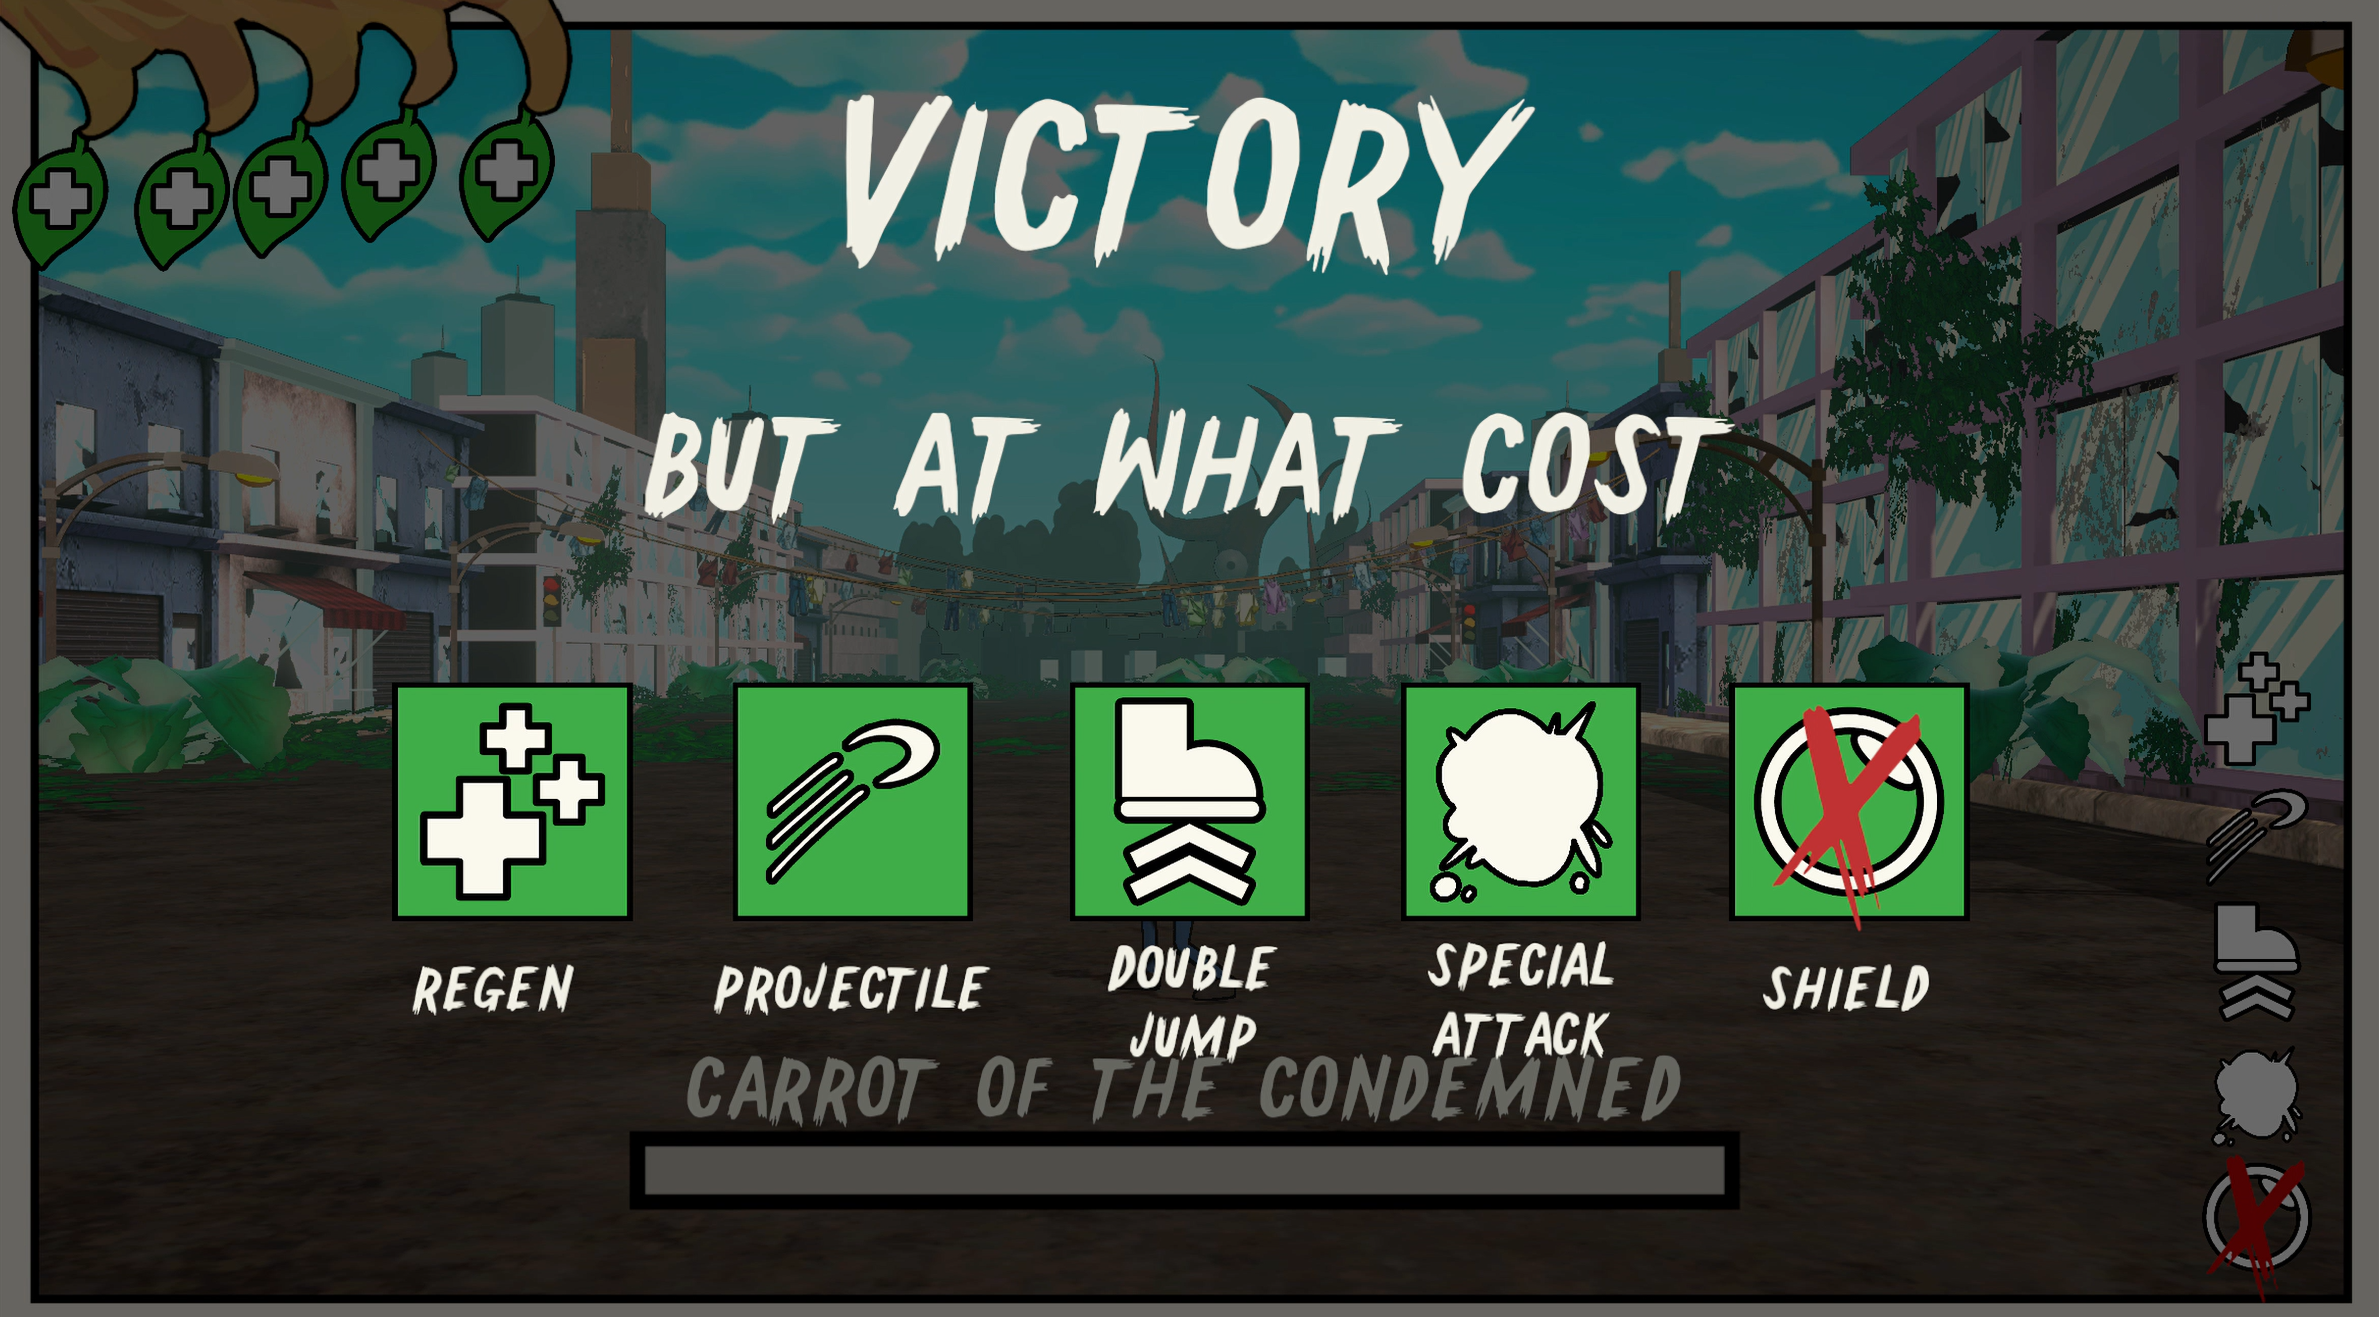 VICTORY
BUT AT WHAT COST
REGEN
PROJECTILE
DOUBLE
JUMP
SPECIAL
ATTACK
SHIELD
CARROT OF THE CONDEMNED